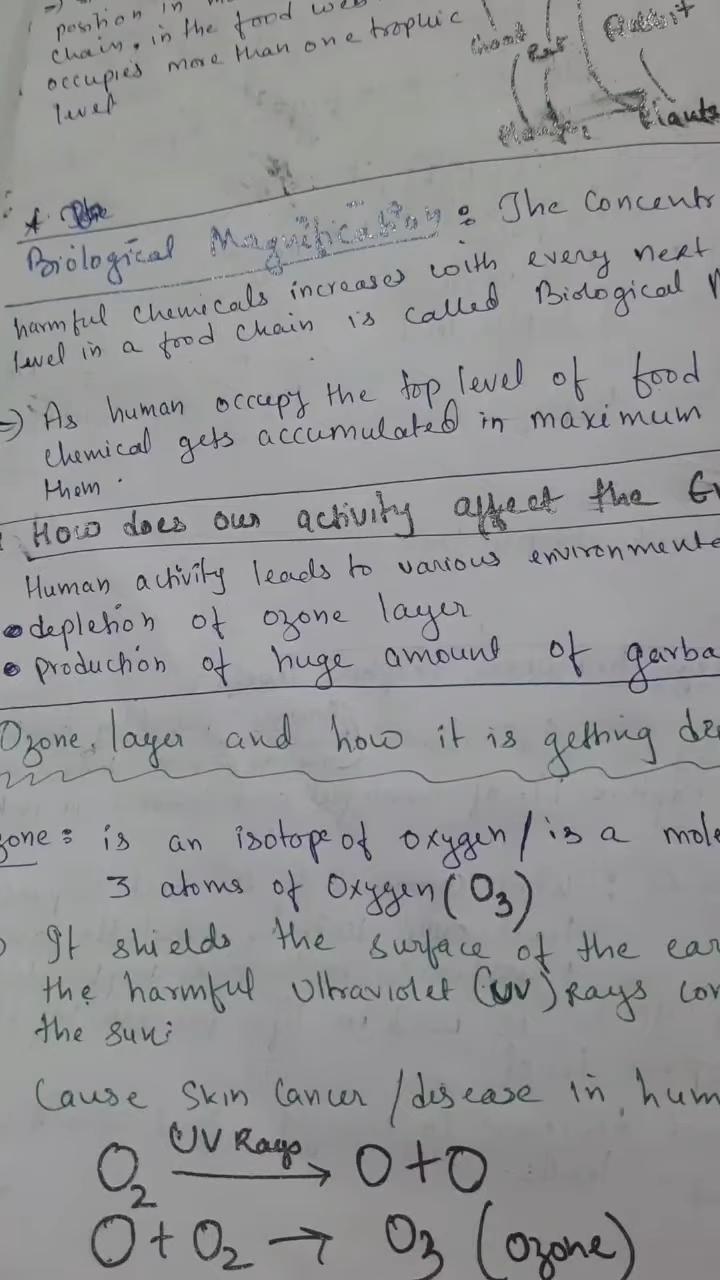 position in
chain. in the food web
occupies more than one trophic
level
Goat Rat Rabbit
Plants
Biological Magnification : The Concentr
harmful chemicals increases with every next
level in a food chain is called Biological M
→ As human occupy the top level of food
chemical gets accumulated in maximum
them.
How does our activity affect the En
Human activity leads to various environmenta
• depletion of ozone layer
• production of huge amount of garba
Ozone layer and how it is getting de
zone : is an isotope of oxygen / is a mole
3 atoms of Oxygen (O3)
It shields the surface of the ear
the harmful Ultraviolet (UV) Rays com
the sun:
Cause Skin Cancer / disease in hum
UV Rays
O2 → O + O
O + O2 → O3 (Ozone)